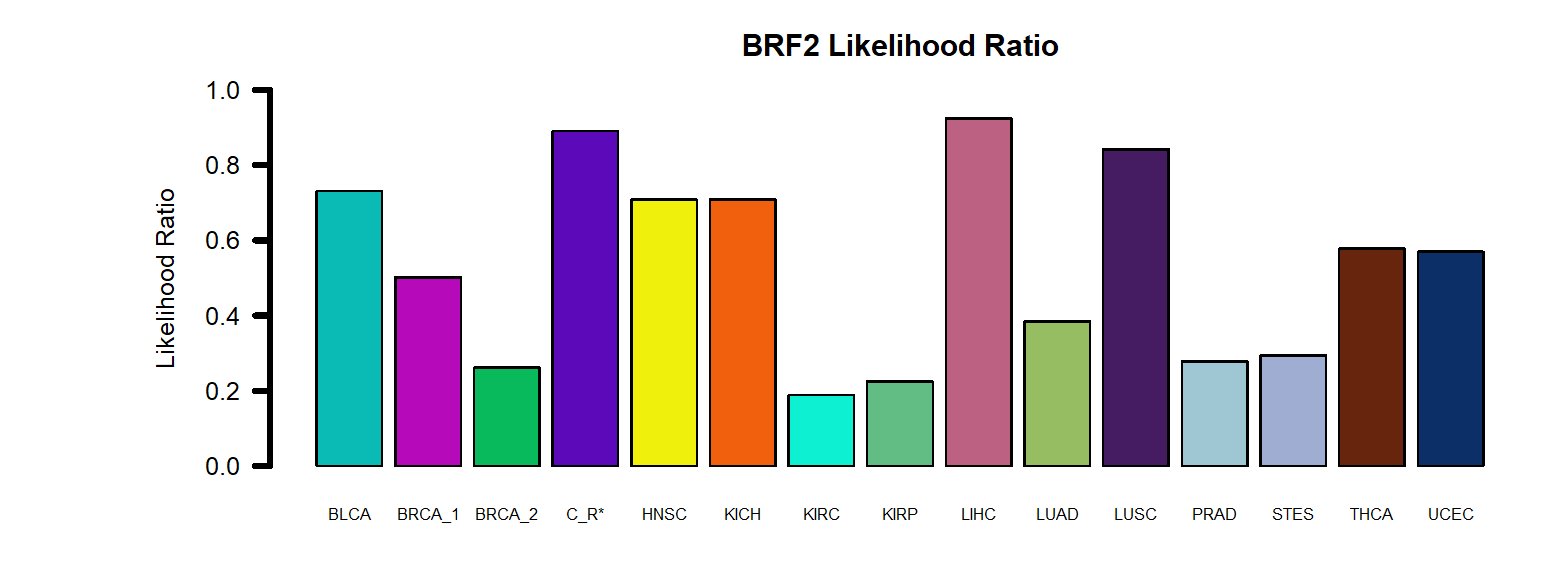 BRF2 Likelihood Ratio
Likelihood Ratio
1.0
0.8
0.6
0.4
0.2
0.0
BLCA BRCA_1 BRCA_2 C_R* HNSC KICH KIRC KIRP LIHC LUAD LUSC PRAD STES THCA UCEC